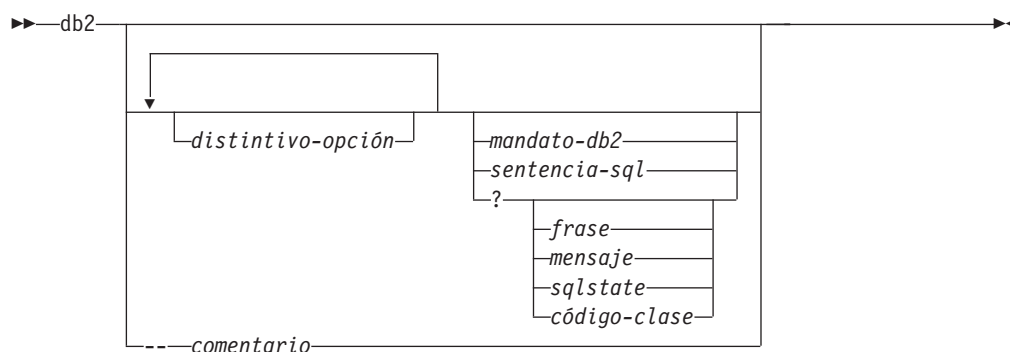 db2
distintivo-opción
mandato-db2
sentencia-sql
?
frase
mensaje
sqlstate
código-clase
-- comentario